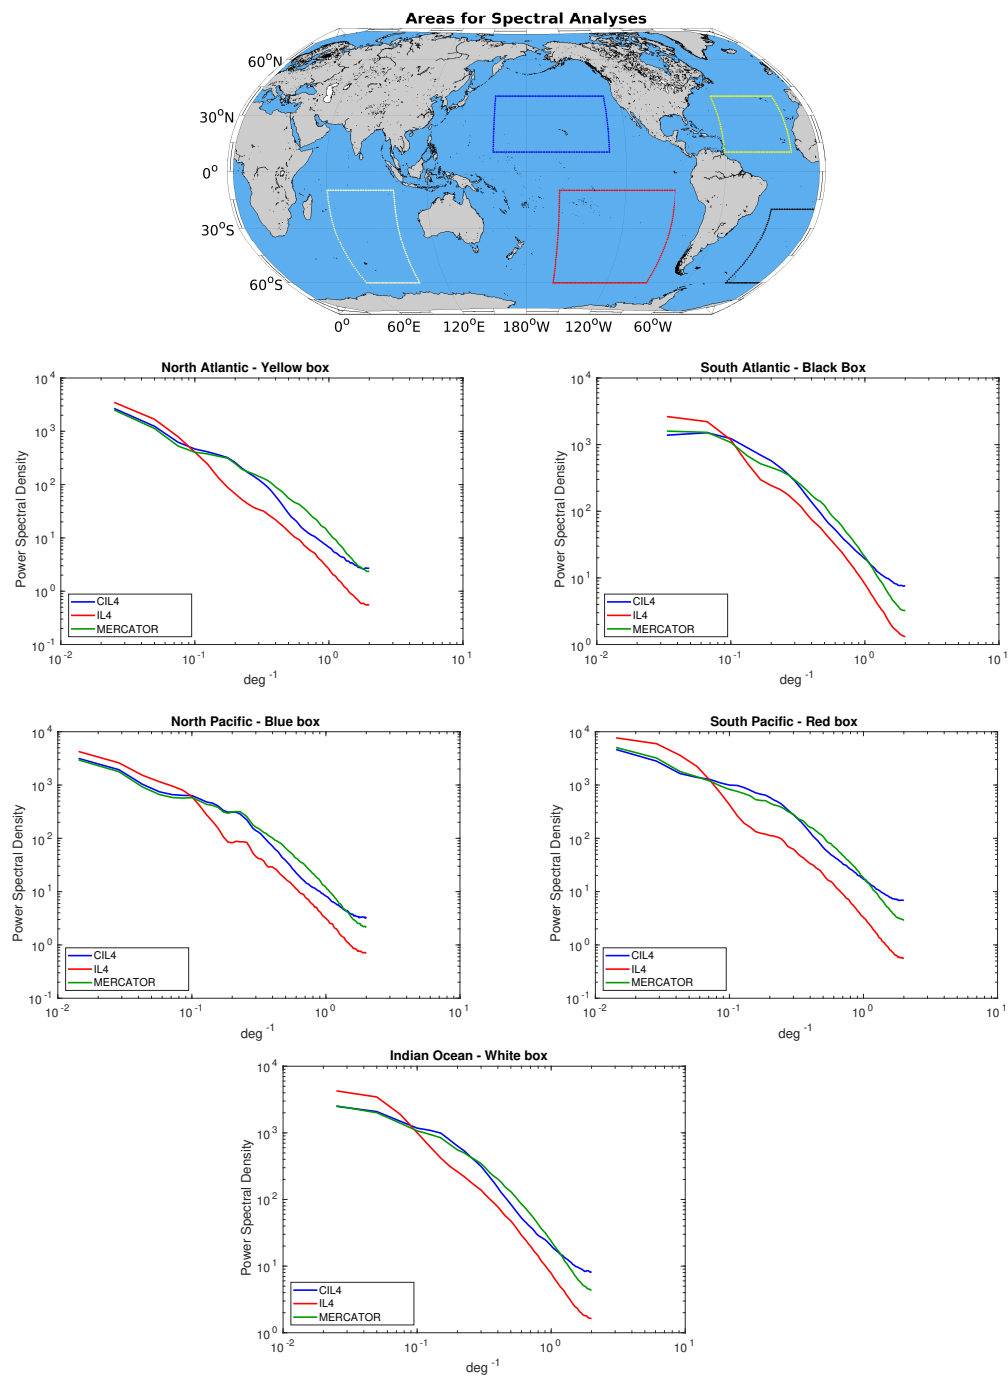 Areas for Spectral Analyses
60°N
30°N
0°
30°S
60°S
0° 60°E 120°E 180°W 120°W 60°W
North Atlantic - Yellow box
Power Spectral Density
10^4
10^3
10^2
10^1
10^0
10^-1
CIL4
IL4
MERCATOR
10^-2 10^-1 10^0 10^1
deg^-1
South Atlantic - Black Box
Power Spectral Density
10^4
10^3
10^2
10^1
10^0
CIL4
IL4
MERCATOR
10^-2 10^-1 10^0 10^1
deg^-1
North Pacific - Blue box
Power Spectral Density
10^4
10^3
10^2
10^1
10^0
10^-1
CIL4
IL4
MERCATOR
10^-2 10^-1 10^0 10^1
deg^-1
South Pacific - Red box
Power Spectral Density
10^4
10^3
10^2
10^1
10^0
10^-1
CIL4
IL4
MERCATOR
10^-2 10^-1 10^0 10^1
deg^-1
Indian Ocean - White box
Power Spectral Density
10^4
10^3
10^2
10^1
10^0
CIL4
IL4
MERCATOR
10^-2 10^-1 10^0 10^1
deg^-1